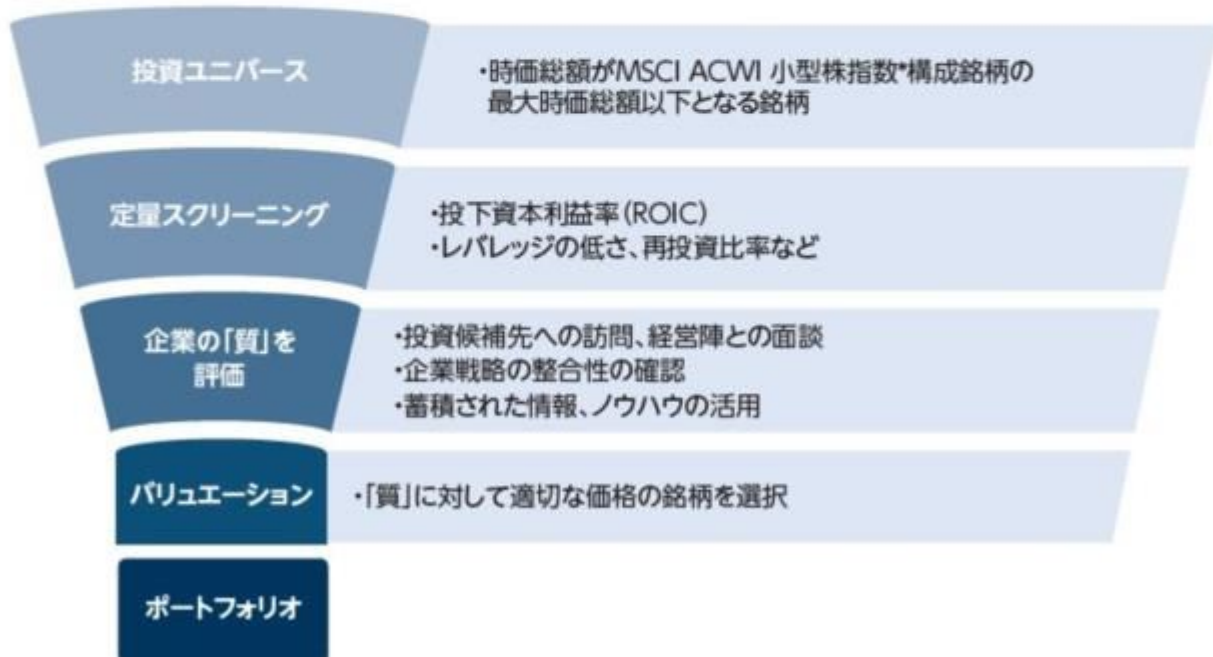 投資ユニバース
・時価総額がMSCI ACWI 小型株指数*構成銘柄の
最大時価総額以下となる銘柄
定量スクリーニング
・投下資本利益率(ROIC)
・レバレッジの低さ、再投資比率など
企業の「質」を
評価
・投資候補先への訪問、経営陣との面談
・企業戦略の整合性の確認
・蓄積された情報、ノウハウの活用
バリュエーション
・「質」に対して適切な価格の銘柄を選択
ポートフォリオ